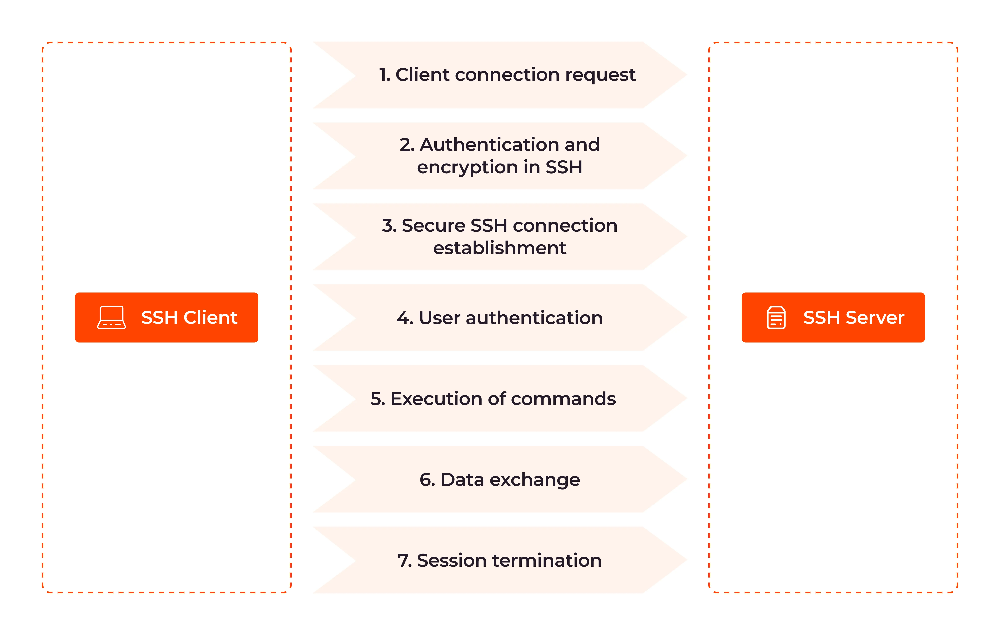 1. Client connection request
2. Authentication and
encryption in SSH
3. Secure SSH connection
establishment
SSH Client
4. User authentication
SSH Server
5. Execution of commands
6. Data exchange
7. Session termination